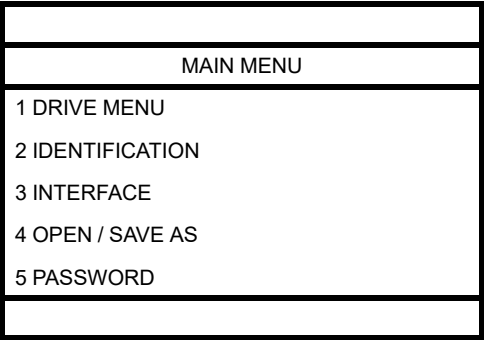 MAIN MENU
1 DRIVE MENU
2 IDENTIFICATION
3 INTERFACE
4 OPEN / SAVE AS
5 PASSWORD